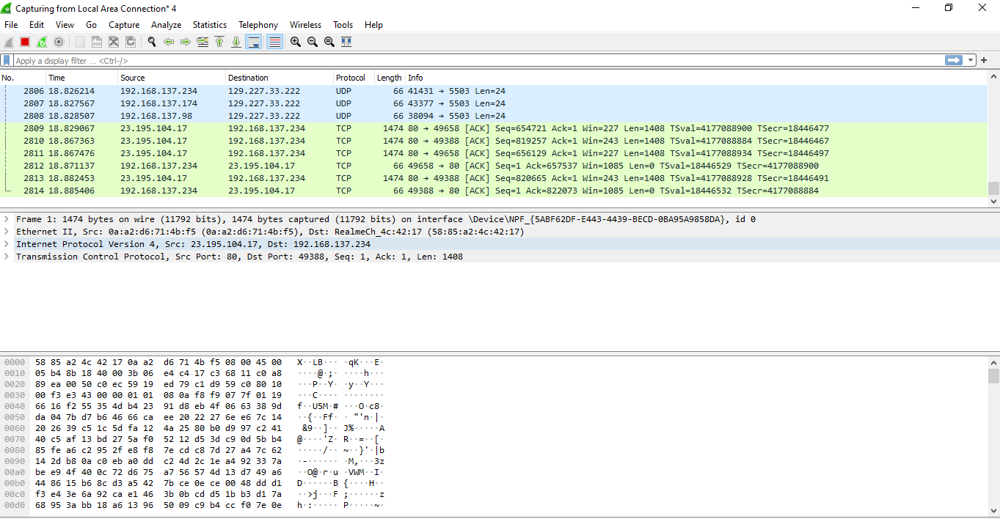 Capturing from Local Area Connection* 4
File Edit View Go Capture Analyze Statistics Telephony Wireless Tools Help
Apply a display filter ... <Ctrl-/>
No. Time Source Destination Protocol Length Info
2806 18.826214 192.168.137.234 129.227.33.222 UDP 66 41431 → 5503 Len=24
2807 18.827567 192.168.137.174 129.227.33.222 UDP 66 43377 → 5503 Len=24
2808 18.828507 192.168.137.98 129.227.33.222 UDP 66 38094 → 5503 Len=24
2809 18.829067 23.195.104.17 192.168.137.234 TCP 1474 80 → 49658 [ACK] Seq=654721 Ack=1 Win=227 Len=1408 TSval=4177088900 TSecr=18446477
2810 18.867363 23.195.104.17 192.168.137.234 TCP 1474 80 → 49388 [ACK] Seq=819257 Ack=1 Win=243 Len=1408 TSval=4177088884 TSecr=18446467
2811 18.867476 23.195.104.17 192.168.137.234 TCP 1474 80 → 49658 [ACK] Seq=656129 Ack=1 Win=227 Len=1408 TSval=4177088934 TSecr=18446497
2812 18.871137 192.168.137.234 23.195.104.17 TCP 66 49658 → 80 [ACK] Seq=1 Ack=657537 Win=1085 Len=0 TSval=18446529 TSecr=4177088900
2813 18.882453 23.195.104.17 192.168.137.234 TCP 1474 80 → 49388 [ACK] Seq=820665 Ack=1 Win=243 Len=1408 TSval=4177088928 TSecr=18446491
2814 18.885406 192.168.137.234 23.195.104.17 TCP 66 49388 → 80 [ACK] Seq=1 Ack=822073 Win=1085 Len=0 TSval=18446532 TSecr=4177088884
Frame 1: 1474 bytes on wire (11792 bits), 1474 bytes captured (11792 bits) on interface \Device\NPF_{5ABF62DF-E443-4439-BECD-0BA95A9858DA}, id 0
Ethernet II, Src: 0a:a2:d6:71:4b:f5 (0a:a2:d6:71:4b:f5), Dst: RealmeCh_4c:42:17 (58:85:a2:4c:42:17)
Internet Protocol Version 4, Src: 23.195.104.17, Dst: 192.168.137.234
Transmission Control Protocol, Src Port: 80, Dst Port: 49388, Seq: 1, Ack: 1, Len: 1408
0000 58 85 a2 4c 42 17 0a a2 d6 71 4b f5 08 00 45 00 X··LB··· ·qK···E·
0010 05 b4 8b 18 40 00 3b 06 e4 c4 17 c3 68 11 c0 a8 ····@·;· ····h···
0020 89 ea 00 50 c0 ec 59 19 ed 79 c1 d9 59 c0 80 10 ···P··Y· ·y··Y···
0030 00 f3 e3 43 00 00 01 01 08 0a f8 f9 07 7f 01 19 ···C···· ········
0040 66 16 f2 55 35 4d b4 23 91 d8 eb 4f 06 63 38 9d f··U5M·# ···O·c8·
0050 da 04 7b d7 b6 46 66 ca ee 20 22 27 6e e6 7c 14 ··{··Ff· · "'n·|·
0060 20 26 39 c5 1c 5d fa 12 4a 25 80 b0 d9 97 c2 41 &9··]·· J%·····A
0070 40 c5 af 13 bd 27 5a f0 52 12 d5 3d c9 0d 5b b4 @····'Z· R··=··[·
0080 85 fe a6 c2 95 2f e8 f8 7e cd c8 7d 27 a4 7c 62 ·····/·· ~··}'·|b
0090 14 2d b8 0a c0 eb a0 dd c4 4d 2c 1e a4 92 33 7a ·-······ ·M,···3z
00a0 be e9 4f 40 0c 72 d6 75 a7 56 57 4d 13 d7 49 a6 ··O@·r·u ·VWM··I·
00b0 44 86 15 b6 8c d3 a5 42 7b ce 0e ce 00 48 dd d1 D······B {····H··
00c0 f3 e4 3e 6a 92 ca e1 46 3b 0b cd d5 1b b3 d1 7a ··>j···F ;······z
00d0 68 95 3a bb 18 a6 13 96 50 09 c9 b4 cc f0 7e 0e h·:····· P·····~·